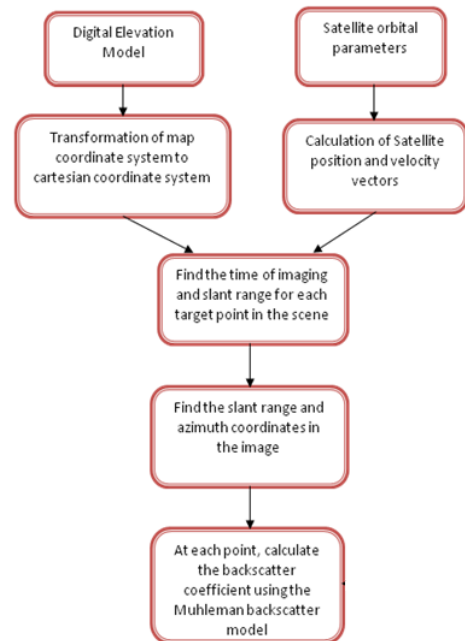 Digital Elevation
Model
Satellite orbital
parameters
Transformation of map
coordinate system to
cartesian coordinate system
Calculation of Satellite
position and velocity
vectors
Find the time of imaging
and slant range for each
target point in the scene
Find the slant range and
azimuth coordinates in
the image
At each point, calculate
the backscatter
coefficient using the
Muhleman backscatter
model